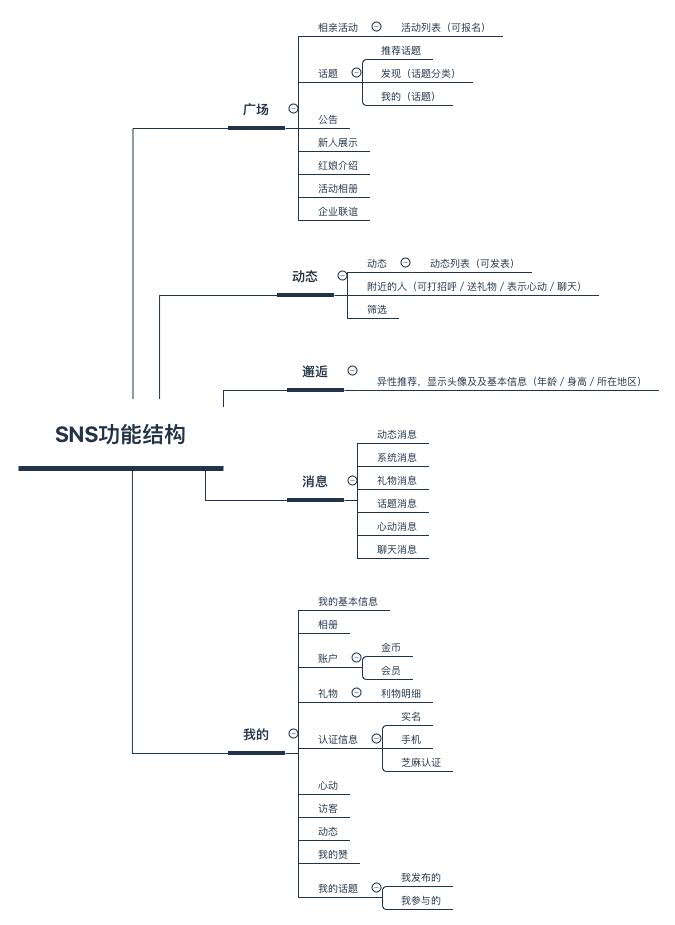 SNS功能结构
广场
相亲活动
活动列表（可报名）
话题
推荐话题
发现（话题分类）
我的（话题）
公告
新人展示
红娘介绍
活动相册
企业联谊
动态
动态
动态列表（可发表）
附近的人（可打招呼 / 送礼物 / 表示心动 / 聊天）
筛选
邂逅
异性推荐，显示头像及及基本信息（年龄 / 身高 / 所在地区）
消息
动态消息
系统消息
礼物消息
话题消息
心动消息
聊天消息
我的
我的基本信息
相册
账户
金币
会员
礼物
利物明细
认证信息
实名
手机
芝麻认证
心动
访客
动态
我的赞
我的话题
我发布的
我参与的